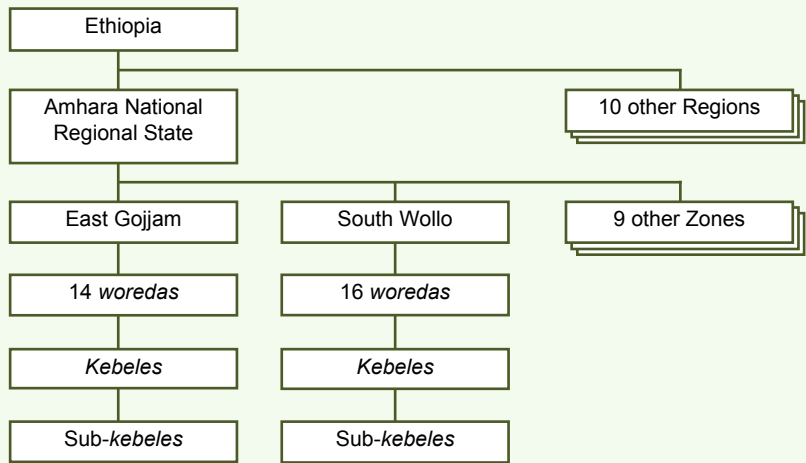 Ethiopia
Amhara National
Regional State
10 other Regions
East Gojjam
South Wollo
9 other Zones
14 woredas
16 woredas
Kebeles
Kebeles
Sub-kebeles
Sub-kebeles